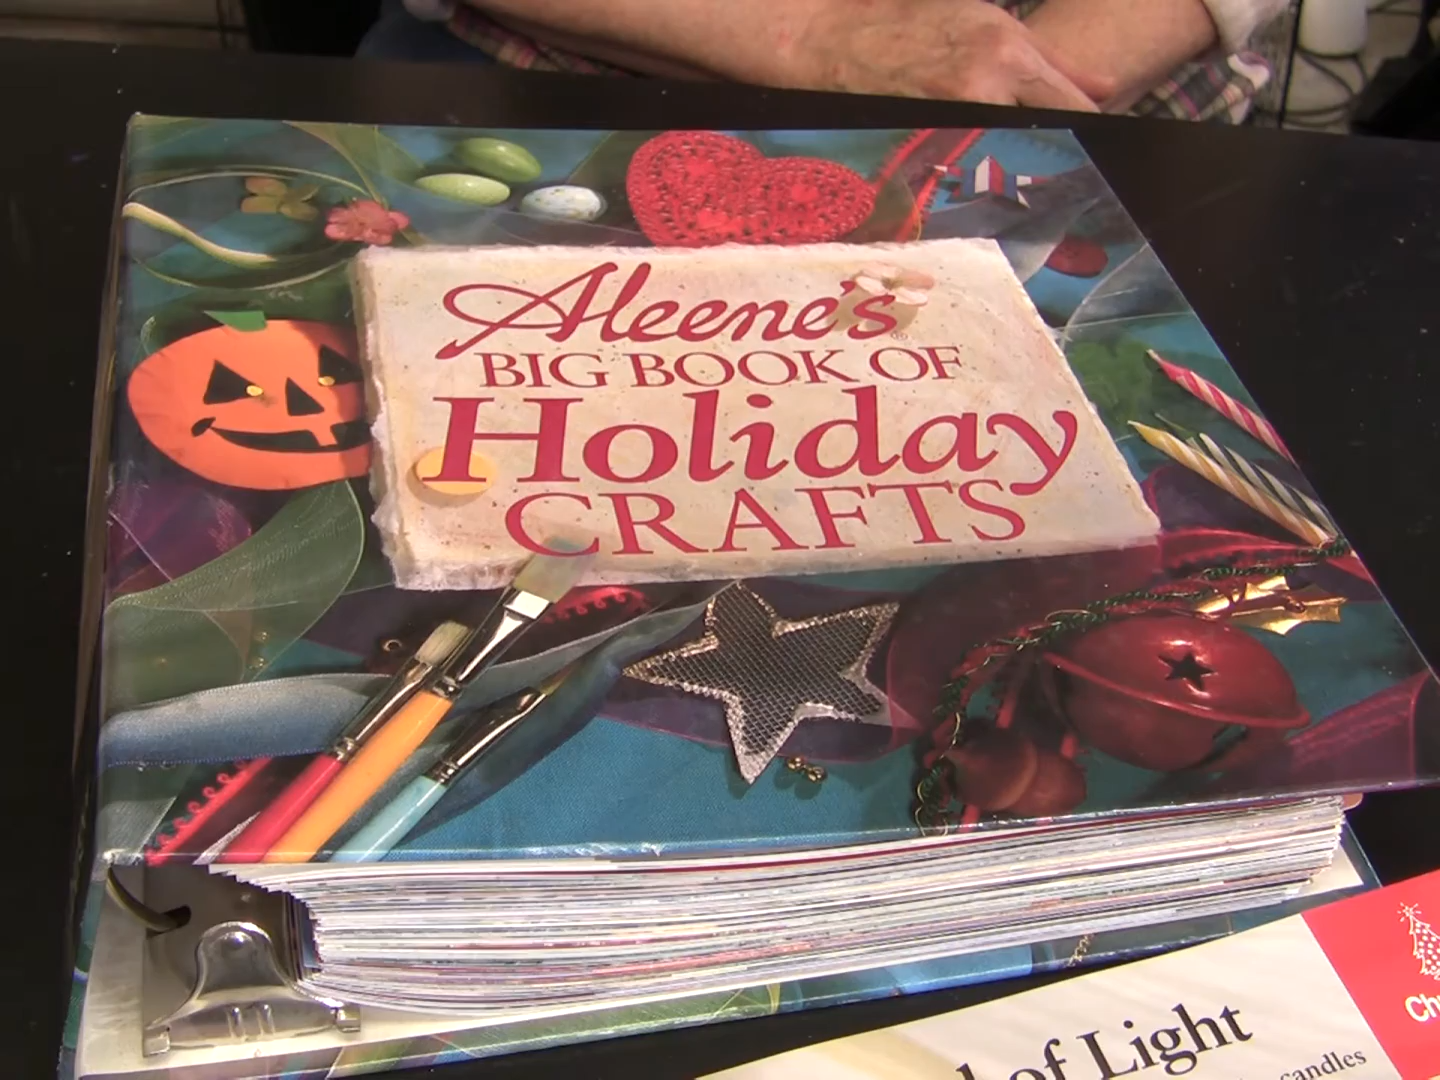 Aleene's®
BIG BOOK OF
Holiday
CRAFTS
of Light
candles